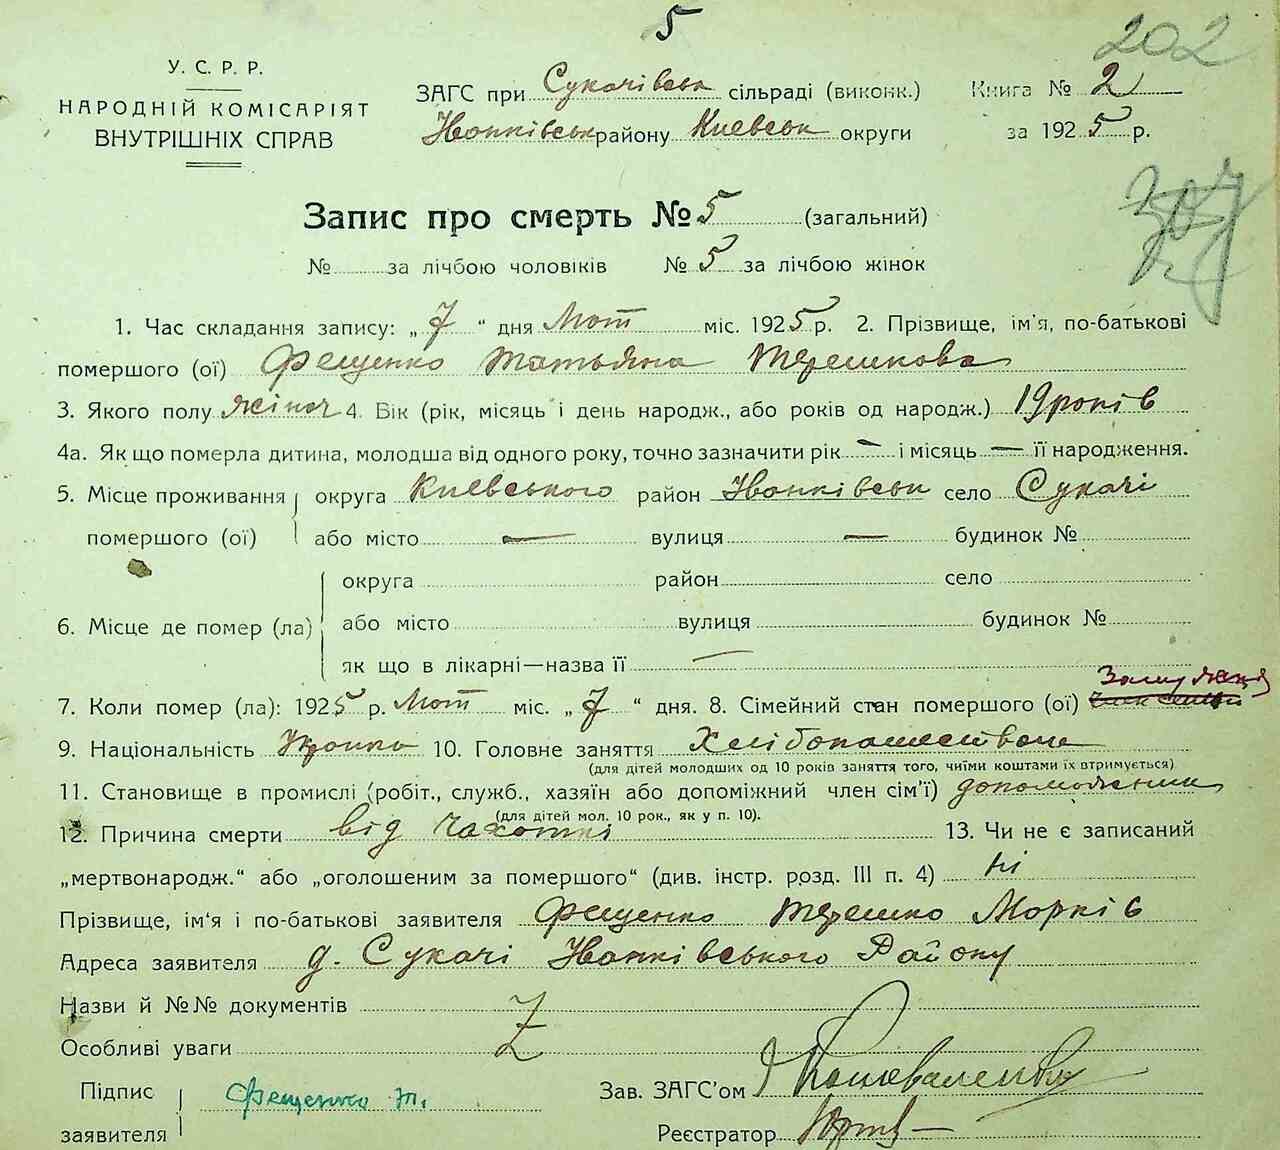 5
202
У. С. Р. Р.
НАРОДНІЙ КОМІСАРІЯТ
ВНУТРІШНІХ СПРАВ
ЗАГС при Сукачівськ сільраді (виконк.)
Іванківськ району Киевськ округи
Книга № 2
за 1925 р.
Запис про смерть № 5 (загальний)
№ за лічбою чоловіків № 5 за лічбою жінок
1. Час складання запису: „7“ дня Лют міс. 1925 р. 2. Прізвище, ім'я, по-батькові
помершого (ої) Фещенко Татьяна Терешкова
3. Якого полу жіноч 4. Вік (рік, місяць і день народж., або років од народж.) 19 років
4а. Як що померла дитина, молодша від одного року, точно зазначити рік — і місяць — її народження.
5. Місце проживання помершого (ої) округа Киевського район Іванківськ село Сукачі
або місто — вулиця — будинок №
6. Місце де помер (ла) округа район село
або місто вулиця будинок №
як що в лікарні—назва її —
7. Коли помер (ла): 1925 р. Лют міс. „7“ дня. 8. Сімейний стан помершого (ої)
9. Національність 10. Головне заняття
(для дітей молодших од 10 років заняття того, чиїми коштами їх втримується)
11. Становище в промислі (робіт., служб., хазяїн або допоміжний член сім'ї)
(для дітей мол. 10 рок., як у п. 10).
12. Причина смерти від чахотки 13. Чи не є записаний
„мертвонародж.“ або „оголошеним за помершого“ (див. інстр. розд. III п. 4) ні
Прізвище, ім'я і по-батькові заявителя Фещенко Терешко Марків
Адреса заявителя д. Сукачі Іванківського Району
Назви й №№ документів
Особливі уваги
Підпис заявителя Фещенко Т.
Зав. ЗАГС'ом
Реєстратор